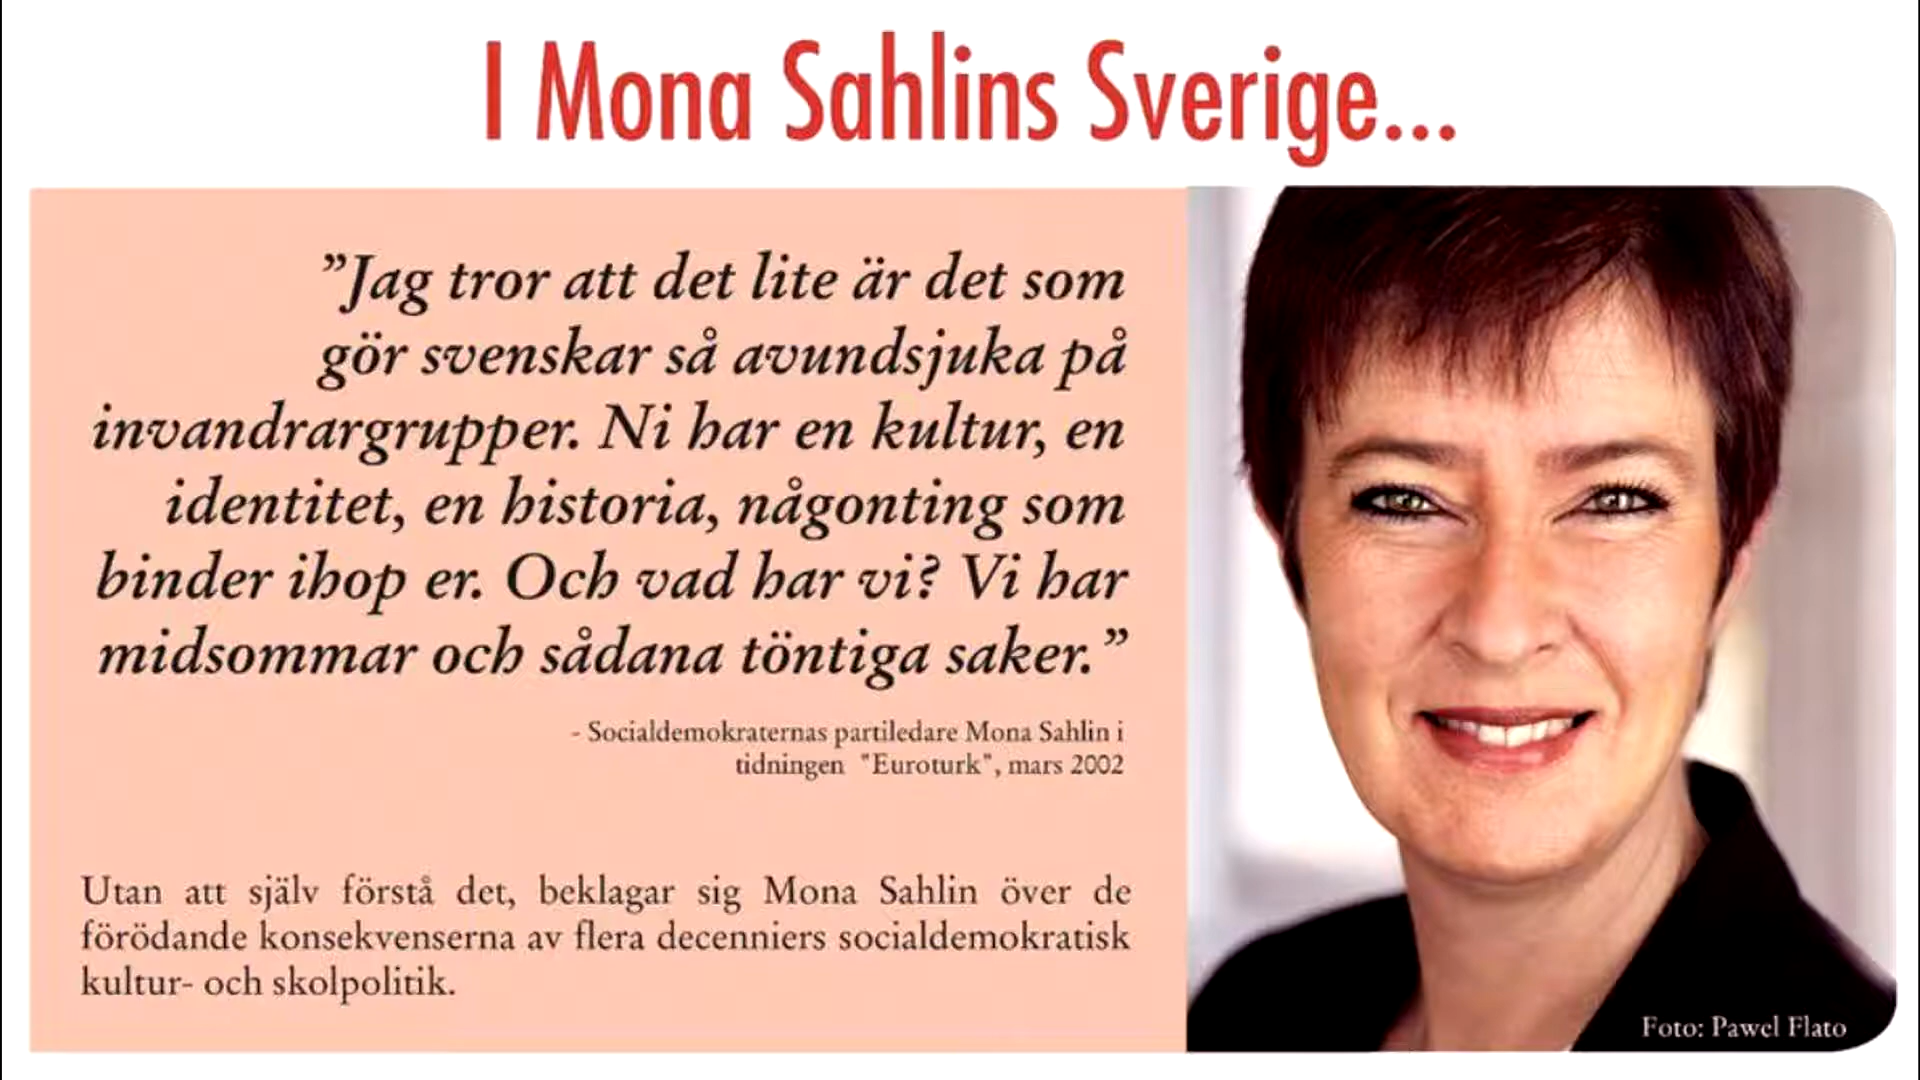 I Mona Sahlins Sverige...
”Jag tror att det lite är det som
gör svenskar så avundsjuka på
invandrargrupper. Ni har en kultur, en
identitet, en historia, någonting som
binder ihop er. Och vad har vi? Vi har
midsommar och sådana töntiga saker.”
- Socialdemokraternas partiledare Mona Sahlin i
tidningen "Euroturk", mars 2002
Utan att själv förstå det, beklagar sig Mona Sahlin över de
förödande konsekvenserna av flera decenniers socialdemokratisk
kultur- och skolpolitik.
Foto: Pawel Flato